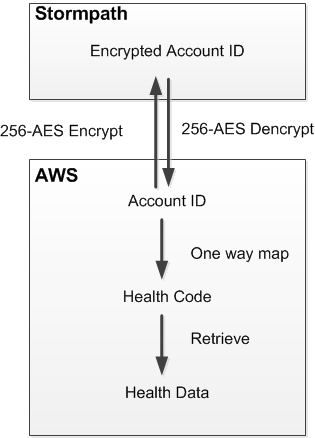 Stormpath
Encrypted Account ID
256-AES Encrypt
256-AES Dencrypt
AWS
Account ID
One way map
Health Code
Retrieve
Health Data